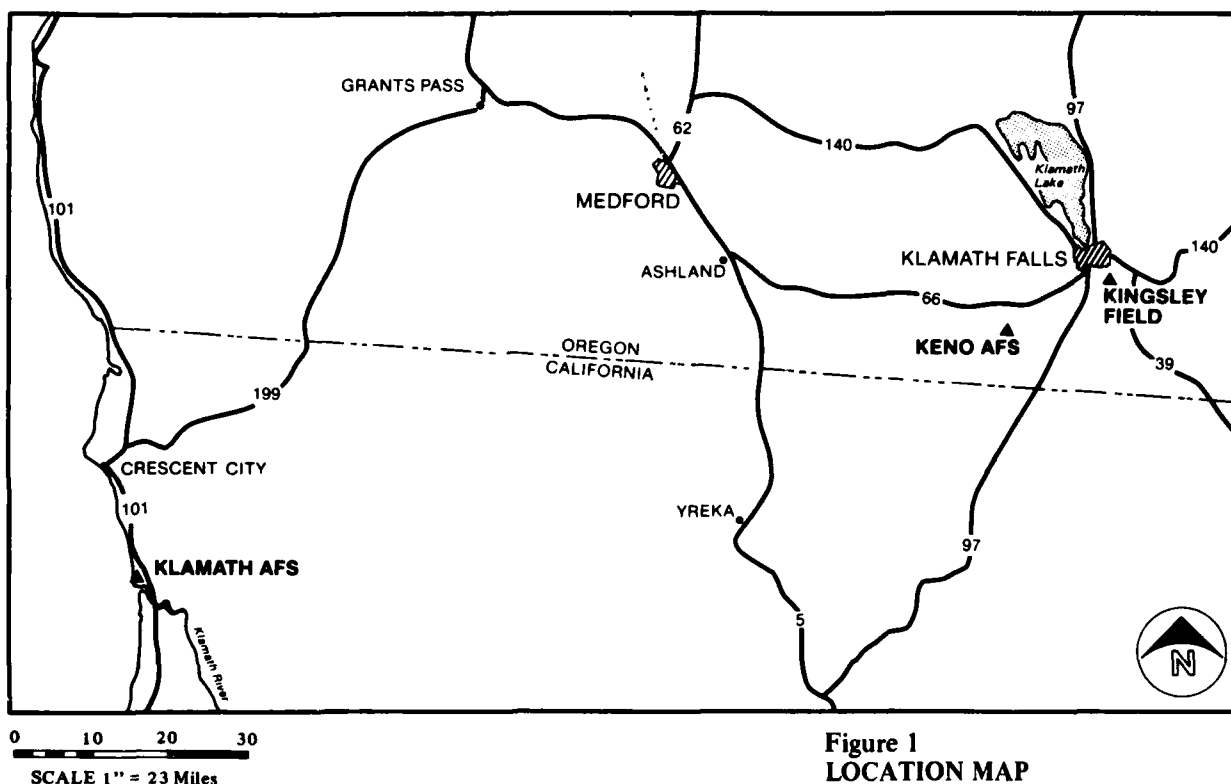 GRANTS PASS
97
62
140
Klamath
Lake
101
MEDFORD
KLAMATH FALLS
140
ASHLAND
66
KINGSLEY
FIELD
KENO AFS
OREGON
CALIFORNIA
39
199
CRESCENT CITY
101
YREKA
97
KLAMATH AFS
5
Klamath River
N
0 10 20 30
SCALE 1" = 23 Miles
Figure 1
LOCATION MAP